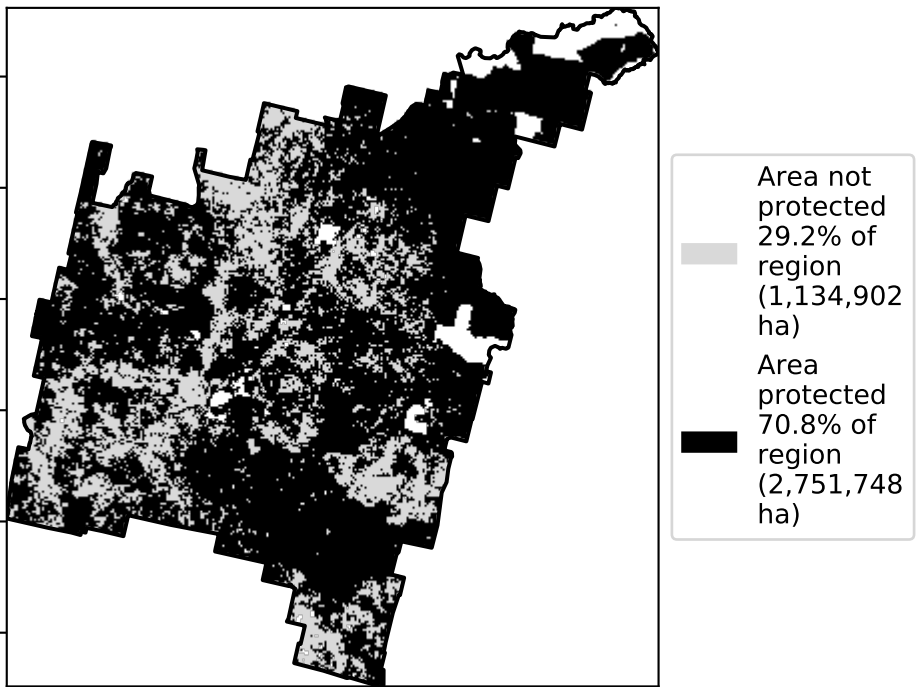 Area not
protected
29.2% of
region
(1,134,902
ha)
Area
protected
70.8% of
region
(2,751,748
ha)